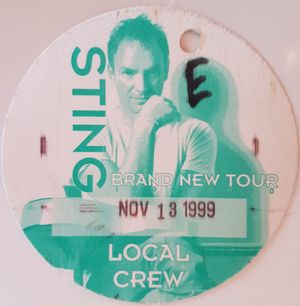 STING
E
BRAND NEW TOUR
NOV 13 1999
LOCAL
CREW